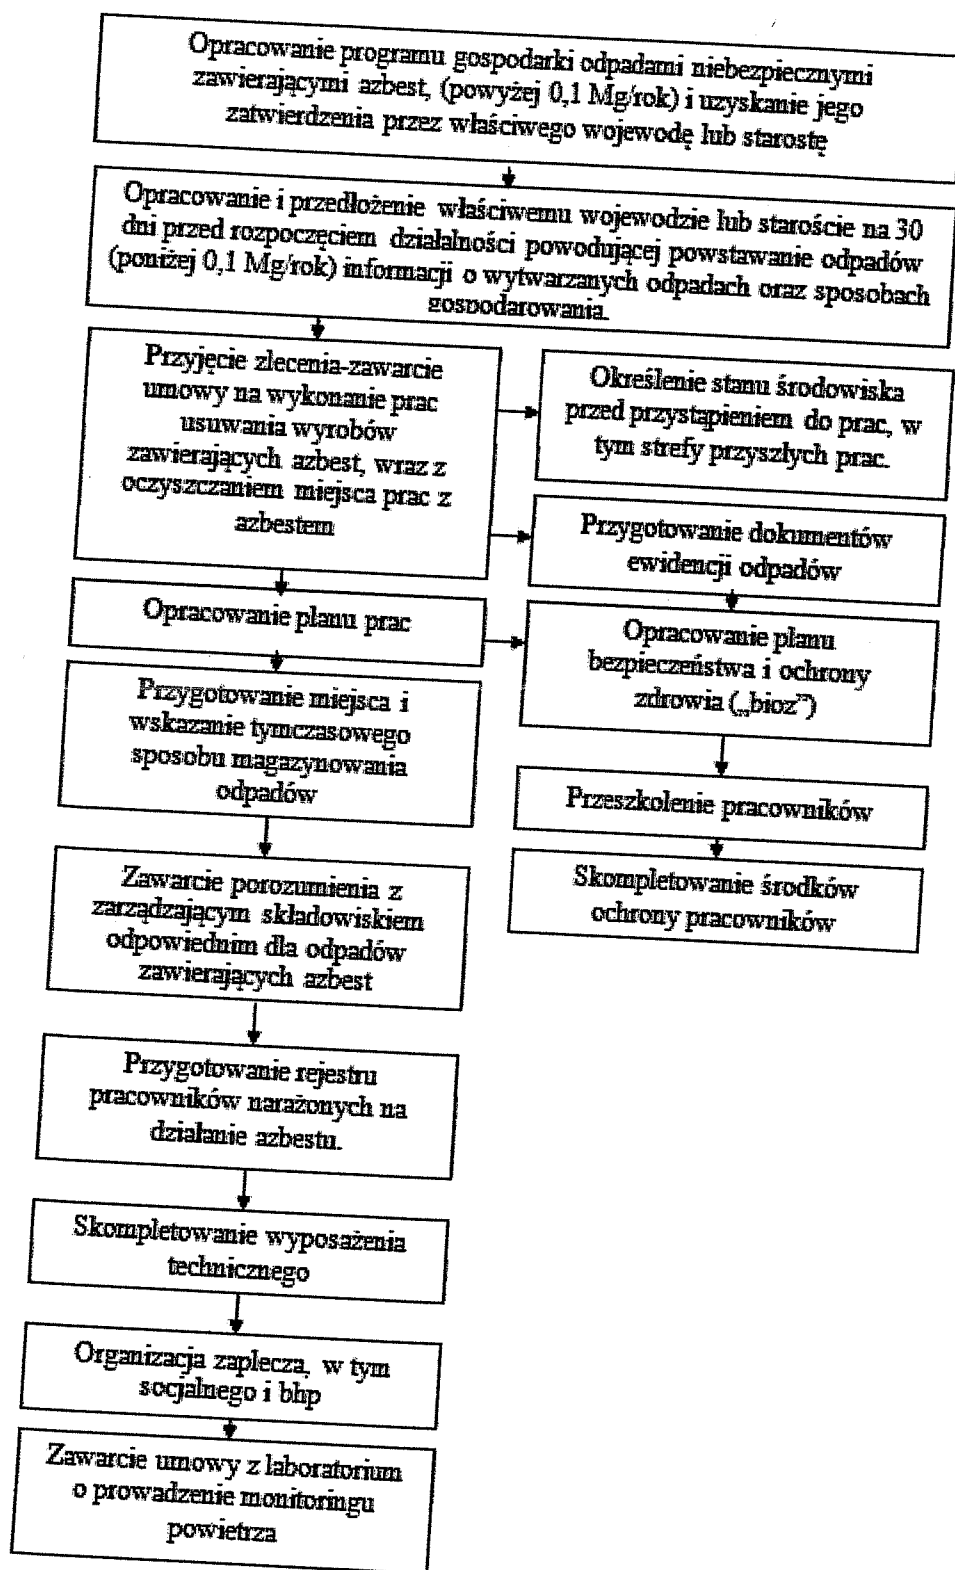 Opracowanie programu gospodarki odpadami niebezpiecznymi
zawierającymi azbest, (powyżej 0,1 Mg/rok) i uzyskanie jego
zatwierdzenia przez właściwego wojewodę lub starostę
Opracowanie i przedłożenie właściwemu wojewodzie lub staroście na 30
dni przed rozpoczęciem działalności powodującej powstawanie odpadów
(poniżej 0,1 Mg/rok) informacji o wytwarzanych odpadach oraz sposobach
gospodarowania.
Przyjęcie zlecenia-zawarcie
umowy na wykonanie prac
usuwania wyrobów
zawierających azbest, wraz z
oczyszczaniem miejsca prac z
azbestem
Określenie stanu środowiska
przed przystąpieniem do prac, w
tym strefy przyszłych prac.
Przygotowanie dokumentów
ewidencji odpadów
Opracowanie planu prac
Opracowanie planu
bezpieczeństwa i ochrony
zdrowia („bioz”)
Przygotowanie miejsca i
wskazanie tymczasowego
sposobu magazynowania
odpadów
Przeszkolenie pracowników
Skompletowanie środków
ochrony pracowników
Zawarcie porozumienia z
zarządzającym składowiskiem
odpowiednim dla odpadów
zawierających azbest
Przygotowanie rejestru
pracowników narażonych na
działanie azbestu.
Skompletowanie wyposażenia
technicznego
Organizacja zaplecza, w tym
socjalnego i bhp
Zawarcie umowy z laboratorium
o prowadzenie monitoringu
powietrza